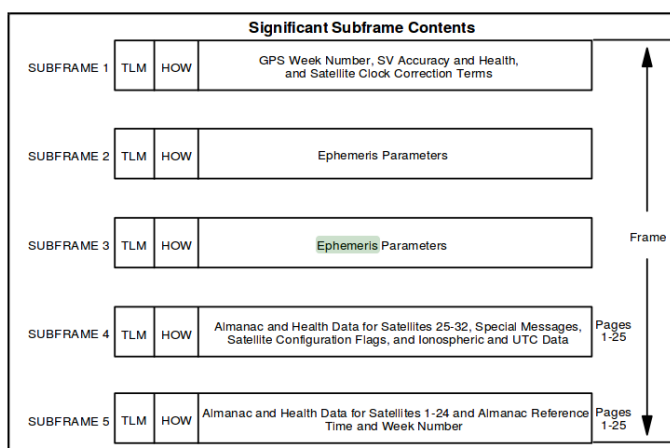 Significant Subframe Contents
SUBFRAME 1 TLM HOW GPS Week Number, SV Accuracy and Health,
and Satellite Clock Correction Terms
SUBFRAME 2 TLM HOW Ephemeris Parameters
SUBFRAME 3 TLM HOW Ephemeris Parameters
Frame
SUBFRAME 4 TLM HOW Almanac and Health Data for Satellites 25-32, Special Messages,
Satellite Configuration Flags, and Ionospheric and UTC Data
Pages
1-25
SUBFRAME 5 TLM HOW Almanac and Health Data for Satellites 1-24 and Almanac Reference
Time and Week Number
Pages
1-25